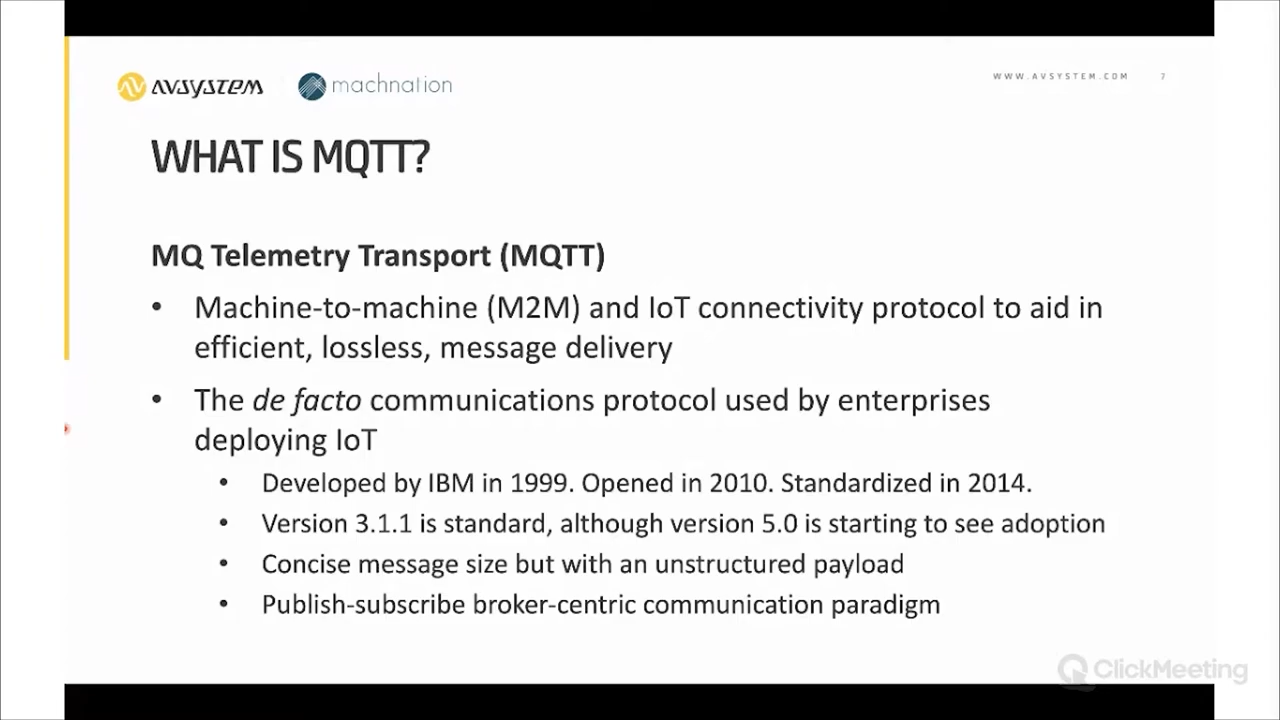 AVSYSTEM
machnation
WWW.AVSYSTEM.COM 7
WHAT IS MQTT?
MQ Telemetry Transport (MQTT)
• Machine-to-machine (M2M) and IoT connectivity protocol to aid in
efficient, lossless, message delivery
• The de facto communications protocol used by enterprises
deploying IoT
• Developed by IBM in 1999. Opened in 2010. Standardized in 2014.
• Version 3.1.1 is standard, although version 5.0 is starting to see adoption
• Concise message size but with an unstructured payload
• Publish-subscribe broker-centric communication paradigm
ClickMeeting